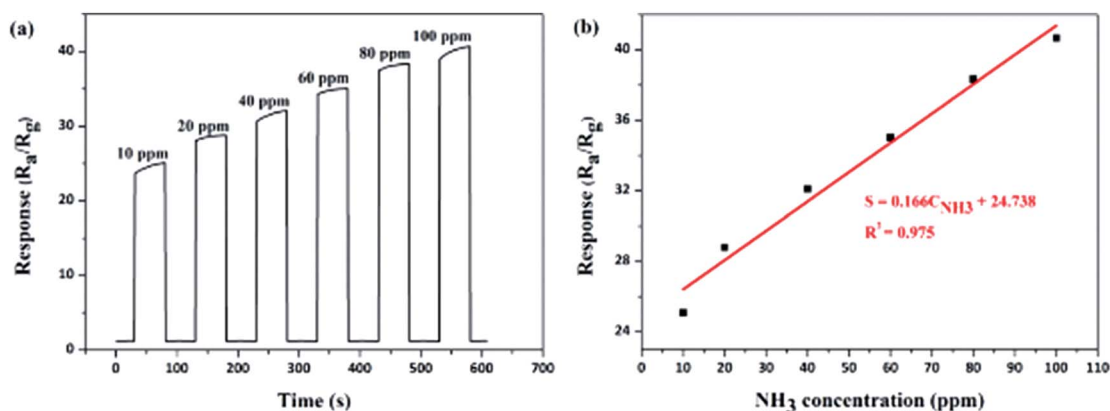 (a)
Response (Ra/Rg)
40
30
20
10
0
10 ppm
20 ppm
40 ppm
60 ppm
80 ppm
100 ppm
0 100 200 300 400 500 600 700
Time (s)
(b)
Response (Ra/Rg)
40
36
32
28
24
S = 0.166CNH3 + 24.738
R² = 0.975
0 10 20 30 40 50 60 70 80 90 100 110
NH3 concentration (ppm)